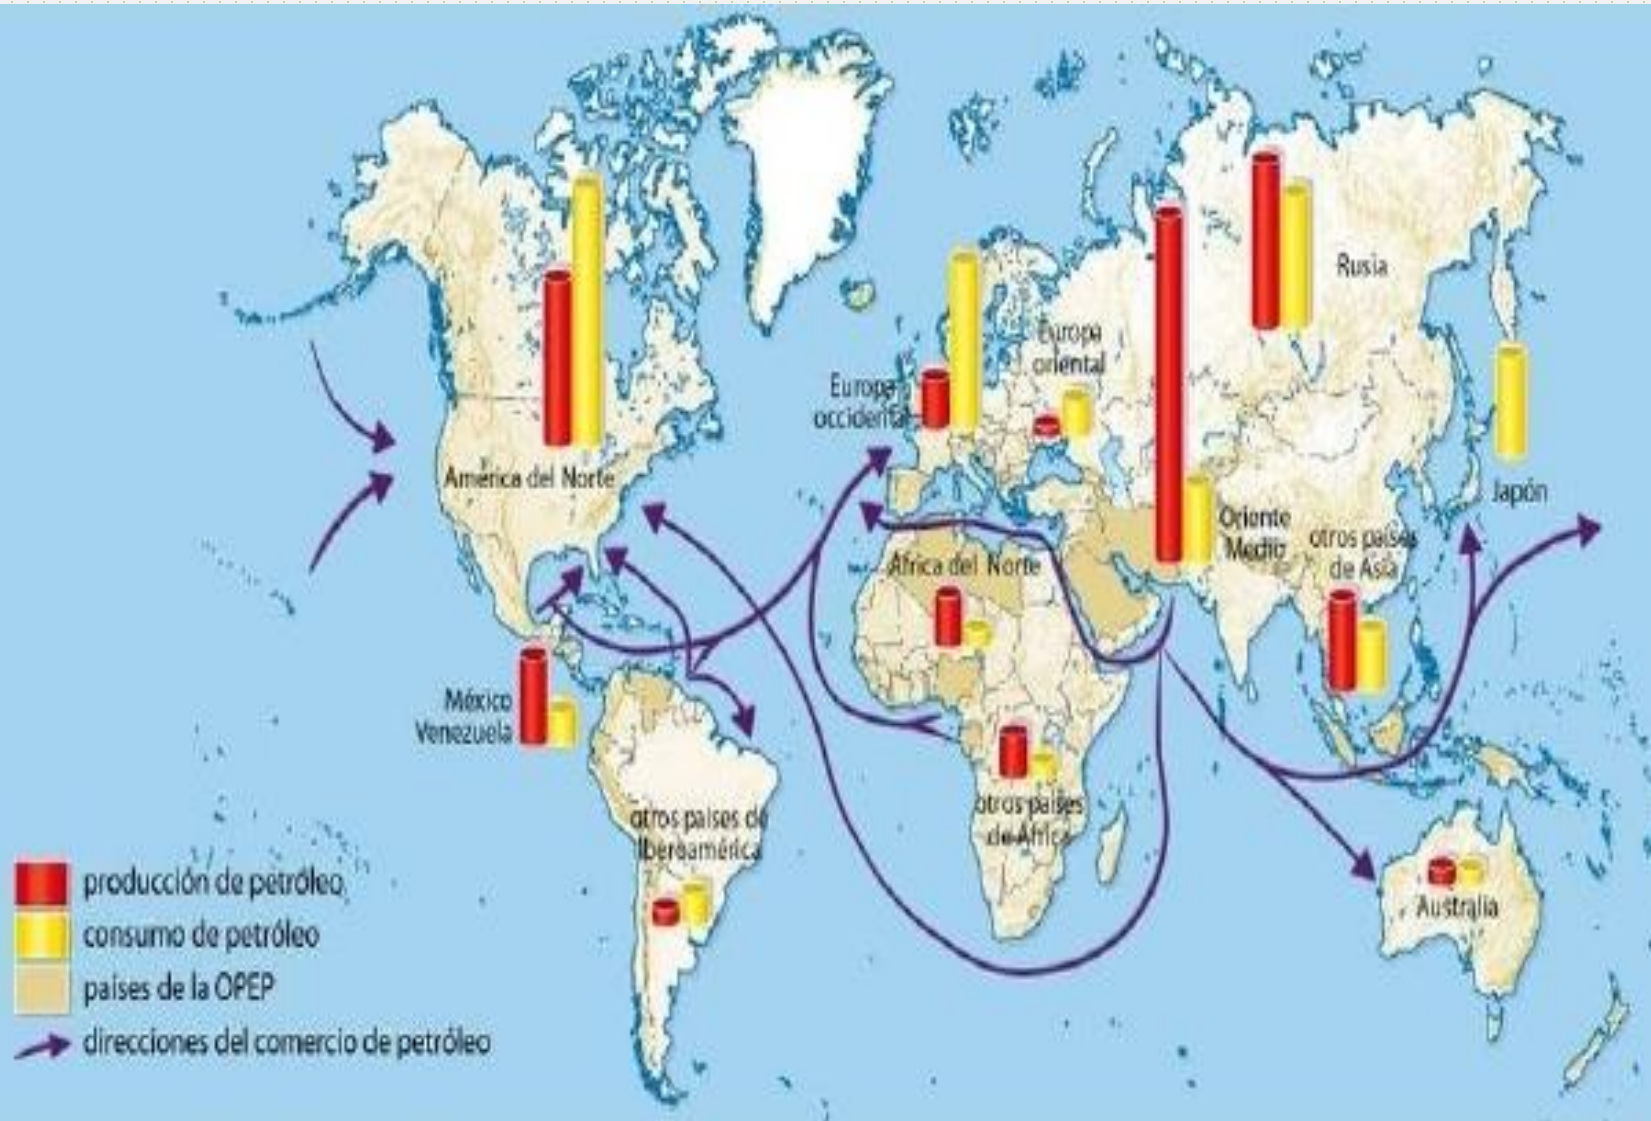 Rusia
Europa
oriental
Europa
occidental
América del Norte
Japón
Oriente
Medio
otros países
de Asia
África del Norte
México
Venezuela
otros países
de África
otros países de
Iberoamérica
Australia
producción de petróleo
consumo de petróleo
países de la OPEP
direcciones del comercio de petróleo